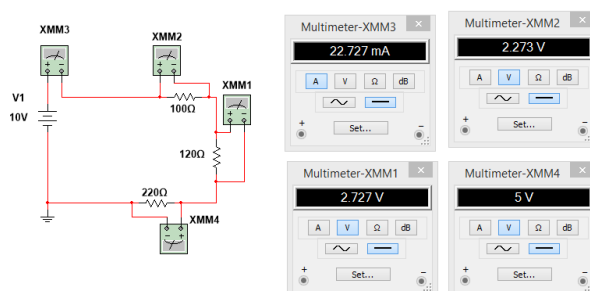 XMM3
XMM2
XMM1
V1
10V
100Ω
120Ω
220Ω
XMM4
Multimeter-XMM3 ×
22.727 mA
A V Ω dB
Set...
+ −
Multimeter-XMM2 ×
2.273 V
A V Ω dB
Set...
+ −
Multimeter-XMM1 ×
2.727 V
A V Ω dB
Set...
+ −
Multimeter-XMM4 ×
5 V
A V Ω dB
Set...
+ −